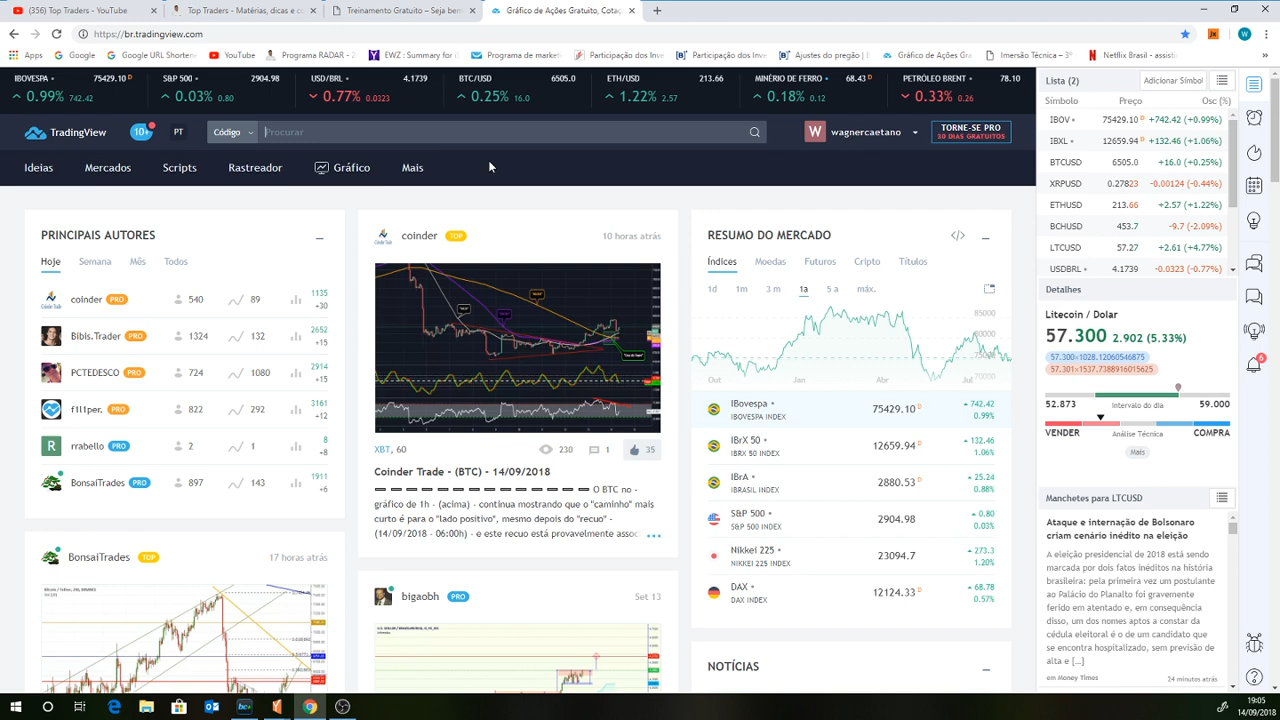 (356) Top Traders - YouTube
Top Traders - Matérias, dicas e co
Treinamento Gratuito – Seja bem
Gráfico de Ações Gratuito, Cotaç
https://br.tradingview.com
Apps
Google
Google URL Shorten
YouTube
Programa RADAR - 2
EWZ : Summary for i
Programa de market
Participação dos Inve
Participação dos Inve
Ajustes do pregão | B
Gráfico de Ações Gra
Imersão Técnica – 3º
Netflix Brasil - assisti
IBOVESPA 75429.10 D
0.99% 742.42
S&P 500 2904.98
0.03% 0.80
USD/BRL 4.1739
0.77% 0.0323
BTC/USD 6505.0
0.25% 16.0
ETH/USD 213.66
1.22% 2.57
MINÉRIO DE FERRO 68.43 D
0.18% 0.12
PETRÓLEO BRENT 78.10
0.33% 0.26
TradingView
10+
PT
Código
Procurar
W
wagnercaetano
TORNE-SE PRO
30 DIAS GRATUITOS
Ideias
Mercados
Scripts
Rastreador
Gráfico
Mais
PRINCIPAIS AUTORES
Hoje
Semana
Mês
Todos
coinder PRO 540 89 1135
+30
Bibls.Trader PRO 1324 132 2652
+15
PCTEDESCO PRO 724 1080 2914
+15
f1ll1per. PRO 822 292 3161
+12
R rrabello PRO 2 1 8
+8
BonsaiTrades PRO 897 143 1911
+6
BonsaiTrades TOP 17 horas atrás
coinder TOP 10 horas atrás
XBT, 60
230
1
35
Coinder Trade - (BTC) - 14/09/2018
O BTC no -
gráfico de 1h - (acima) - continua mostrando que o "caminho" mais
curto é para o "lado positivo", mesmo depois do "recuo" -
(14/09/2018 - 06:00h) - e este recuo está provavelmente assoc
bigaobh PRO Set 13
RESUMO DO MERCADO
Índices
Moedas
Futuros
Cripto
Títulos
1d
1m
3 m
1a
5 a
máx.
85000
80000
75000
70000
Oct
Jan
Abr
Jul
IBovespa
IBOVESPA INDEX
75429.10 D
742.42
0.99%
IBrX 50
IBRX 50 INDEX
12659.94 D
132.46
1.06%
IBrA
IBRASIL INDEX
2880.53 D
25.24
0.88%
S&P 500
S&P 500 INDEX
2904.98
0.80
0.03%
Nikkei 225
NIKKEI 225 INDEX
23094.7
273.3
1.20%
DAX
DAX INDEX
12124.33 D
68.78
0.57%
NOTÍCIAS
Lista (2)
Adicionar Símbol
Símbolo Preço Osc (%)
IBOV 75429.10 D +742.42 (+0.99%)
IBXL 12659.94 D +132.46 (+1.06%)
BTCUSD 6505.0 +16.0 (+0.25%)
XRPUSD 0.27823 -0.00124 (-0.44%)
ETHUSD 213.66 +2.57 (+1.22%)
BCHUSD 453.7 -9.7 (-2.09%)
LTCUSD 57.27 +2.61 (+4.77%)
USDBRL 4.1739 -0.0323 (-0.77%)
Detalhes
Litecoin / Dolar
57.300 2.902 (5.33%)
57.300=1028.12060546875
57.301=1537.7388916015625
52.873 Intervalo do dia 59.000
VENDER Análise Técnica COMPRA
Mais
Manchetes para LTCUSD
Ataque e internação de Bolsonaro
criam cenário inédito na eleição
A eleição presidencial de 2018 está sendo
marcada por dois fatos inéditos na história
brasileira: pela primeira vez um postulante
ao Palácio do Planalto foi gravemente
ferido em atentado e, em consequência
disso, um dos nomes aptos a constar da
cédula eleitoral é o de um candidato que
se encontra hospitalizado, sem previsão de
alta e [...]
em Money Times 24 minutos atrás
6
19:05
14/09/2018